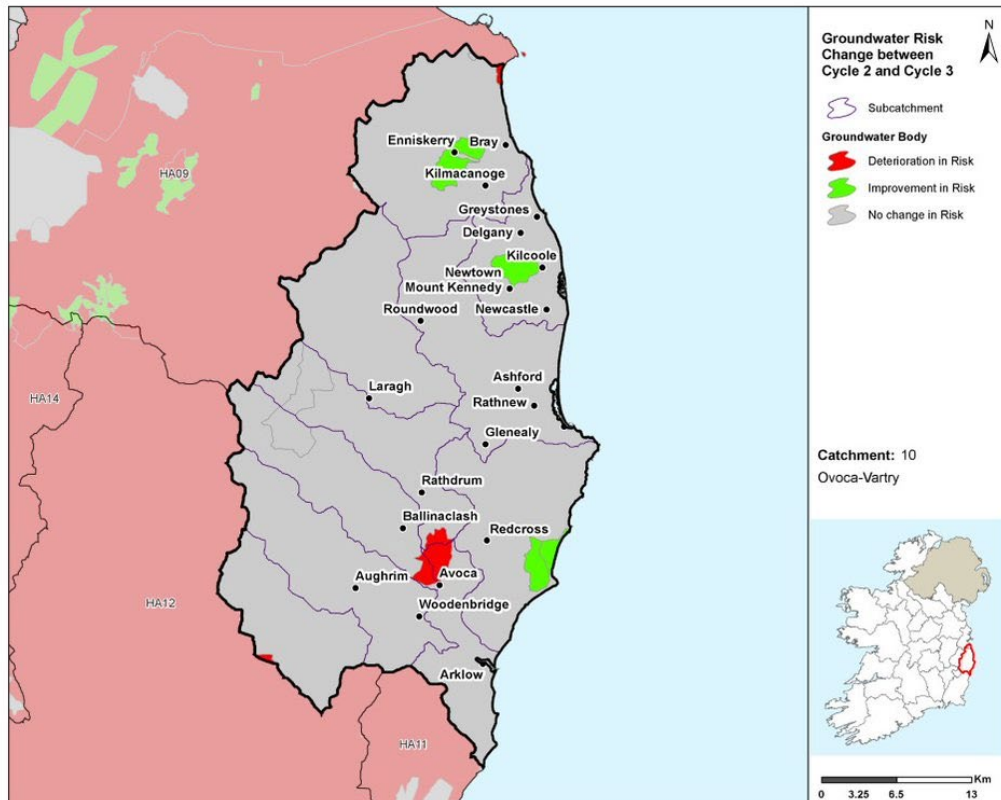 Groundwater Risk
Change between
Cycle 2 and Cycle 3
N
Subcatchment
Groundwater Body
Deterioration in Risk
Improvement in Risk
No change in Risk
Catchment: 10
Ovoca-Vartry
Km
0 3.25 6.5 13
HA09
HA14
HA12
HA11
Enniskerry
Bray
Kilmacanoge
Greystones
Delgany
Kilcoole
Newtown
Mount Kennedy
Newcastle
Roundwood
Laragh
Ashford
Rathnew
Glenealy
Rathdrum
Ballinaclash
Redcross
Aughrim
Avoca
Woodenbridge
Arklow